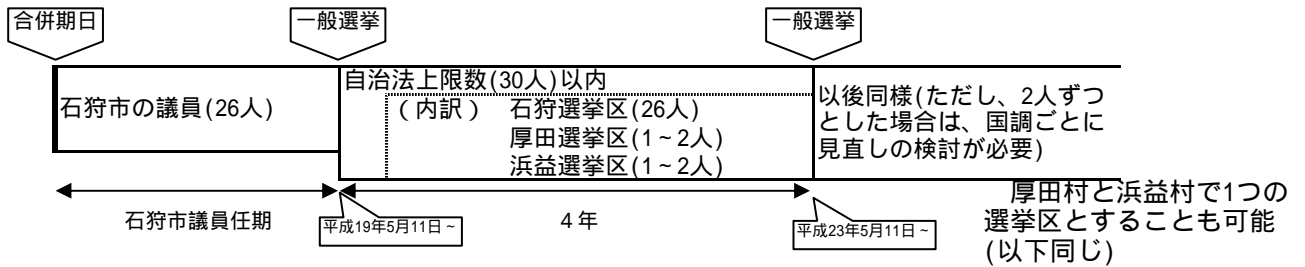 合併期日
一般選挙
一般選挙
石狩市の議員(26人)
自治法上限数(30人)以内
(内訳) 石狩選挙区(26人)
厚田選挙区(1~2人)
浜益選挙区(1~2人)
以後同様(ただし、2人ずつ
とした場合は、国調ごとに
見直しの検討が必要)
石狩市議員任期
平成19年5月11日~
4年
平成23年5月11日~
厚田村と浜益村で1つの
選挙区とすることも可能
(以下同じ)